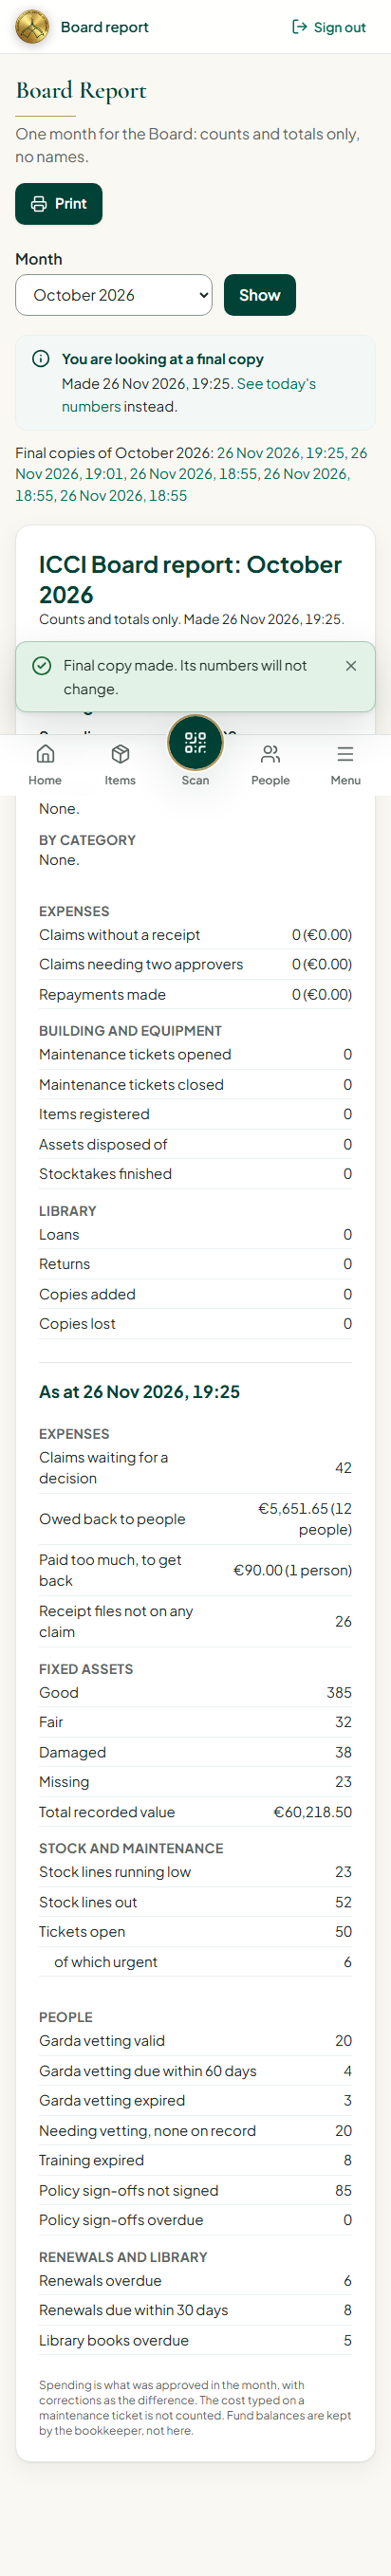 Board report
Sign out
Board Report
One month for the Board: counts and totals only,
no names.
Print
Month
October 2026
Show
You are looking at a final copy
Made 26 Nov 2026, 19:25. See today's
numbers instead.
Final copies of October 2026: 26 Nov 2026, 19:25, 26
Nov 2026, 19:01, 26 Nov 2026, 18:55, 26 Nov 2026,
18:55, 26 Nov 2026, 18:55
ICCI Board report: October
2026
Counts and totals only. Made 26 Nov 2026, 19:25.
Final copy made. Its numbers will not
change.
Home
Items
Scan
People
Menu
None.
BY CATEGORY
None.
EXPENSES
Claims without a receipt 0 (€0.00)
Claims needing two approvers 0 (€0.00)
Repayments made 0 (€0.00)
BUILDING AND EQUIPMENT
Maintenance tickets opened 0
Maintenance tickets closed 0
Items registered 0
Assets disposed of 0
Stocktakes finished 0
LIBRARY
Loans 0
Returns 0
Copies added 0
Copies lost 0
As at 26 Nov 2026, 19:25
EXPENSES
Claims waiting for a
decision 42
Owed back to people €5,651.65 (12
people)
Paid too much, to get
back €90.00 (1 person)
Receipt files not on any
claim 26
FIXED ASSETS
Good 385
Fair 32
Damaged 38
Missing 23
Total recorded value €60,218.50
STOCK AND MAINTENANCE
Stock lines running low 23
Stock lines out 52
Tickets open 50
of which urgent 6
PEOPLE
Garda vetting valid 20
Garda vetting due within 60 days 4
Garda vetting expired 3
Needing vetting, none on record 20
Training expired 8
Policy sign-offs not signed 85
Policy sign-offs overdue 0
RENEWALS AND LIBRARY
Renewals overdue 6
Renewals due within 30 days 8
Library books overdue 5
Spending is what was approved in the month, with
corrections as the difference. The cost typed on a
maintenance ticket is not counted. Fund balances are kept
by the bookkeeper, not here.